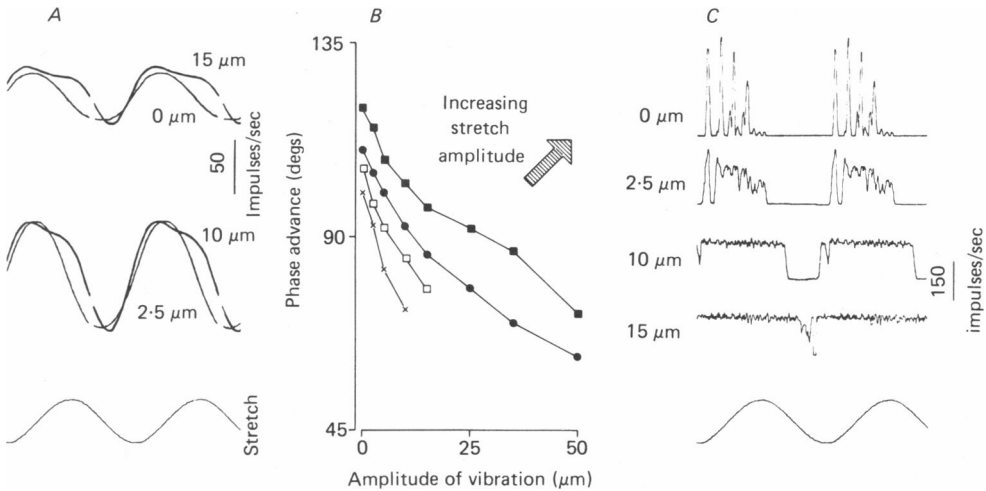 A
15 μm
0 μm
50
Impulses/sec
10 μm
2·5 μm
Stretch
B
135
90
45
Phase advance (degs)
Increasing
stretch
amplitude
0
25
50
Amplitude of vibration (μm)
C
0 μm
2·5 μm
10 μm
15 μm
150
impulses/sec